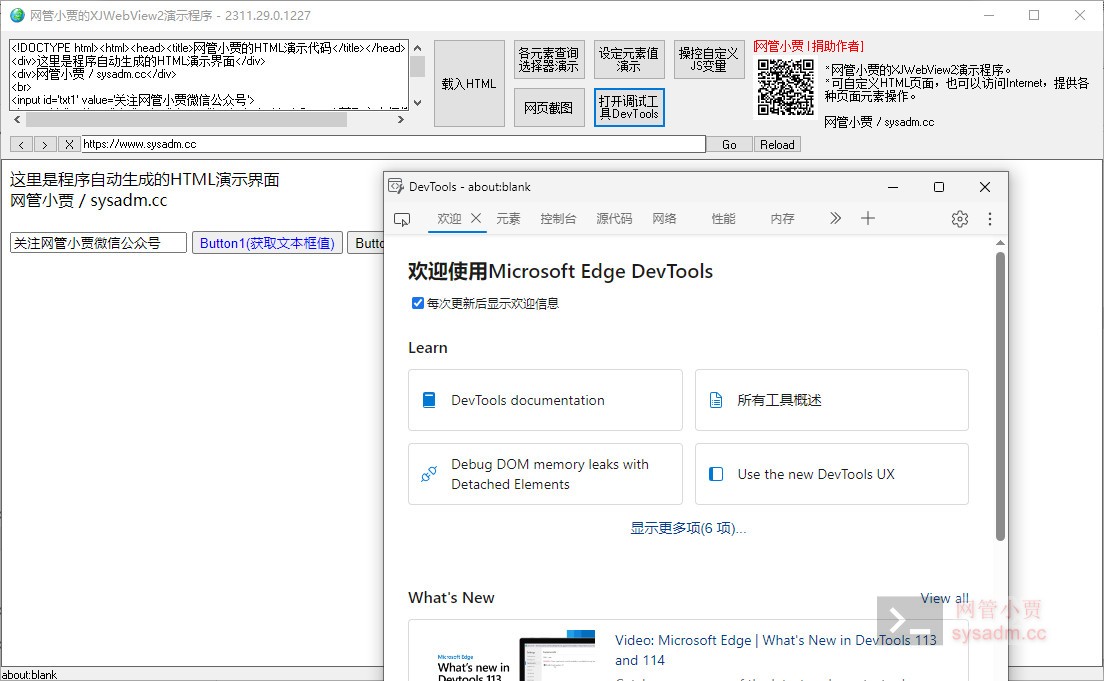 网管小贾的XJWebView2演示程序 - 2311.29.0.1227
<!DOCTYPE html><html><head><title>网管小贾的HTML演示代码</title></head>
<div>这里是程序自动生成的HTML演示界面</div>
<div>网管小贾 / sysadm.cc</div>
<br>
<input id='txt1' value='关注网管小贾微信公众号'>
载入HTML
各元素查询
选择器演示
设定元素值
演示
操控自定义
JS变量
网页截图
打开调试工
具DevTools
[网管小贾 | 捐助作者]
*网管小贾的XJWebView2演示程序。
*可自定义HTML页面，也可以访问Internet，提供各
种页面元素操作。
网管小贾 / sysadm.cc
< > X https://www.sysadm.cc Go Reload
这里是程序自动生成的HTML演示界面
网管小贾 / sysadm.cc
关注网管小贾微信公众号 Button1(获取文本框值) Butto
DevTools - about:blank
欢迎 元素 控制台 源代码 网络 性能 内存
欢迎使用Microsoft Edge DevTools
每次更新后显示欢迎信息
Learn
DevTools documentation
所有工具概述
Debug DOM memory leaks with
Detached Elements
Use the new DevTools UX
显示更多项(6 项)...
What's New
View all
Microsoft Edge
What's new in
DevTools 113
Video: Microsoft Edge | What's New in DevTools 113
and 114
网管小贾
sysadm.cc
about:blank